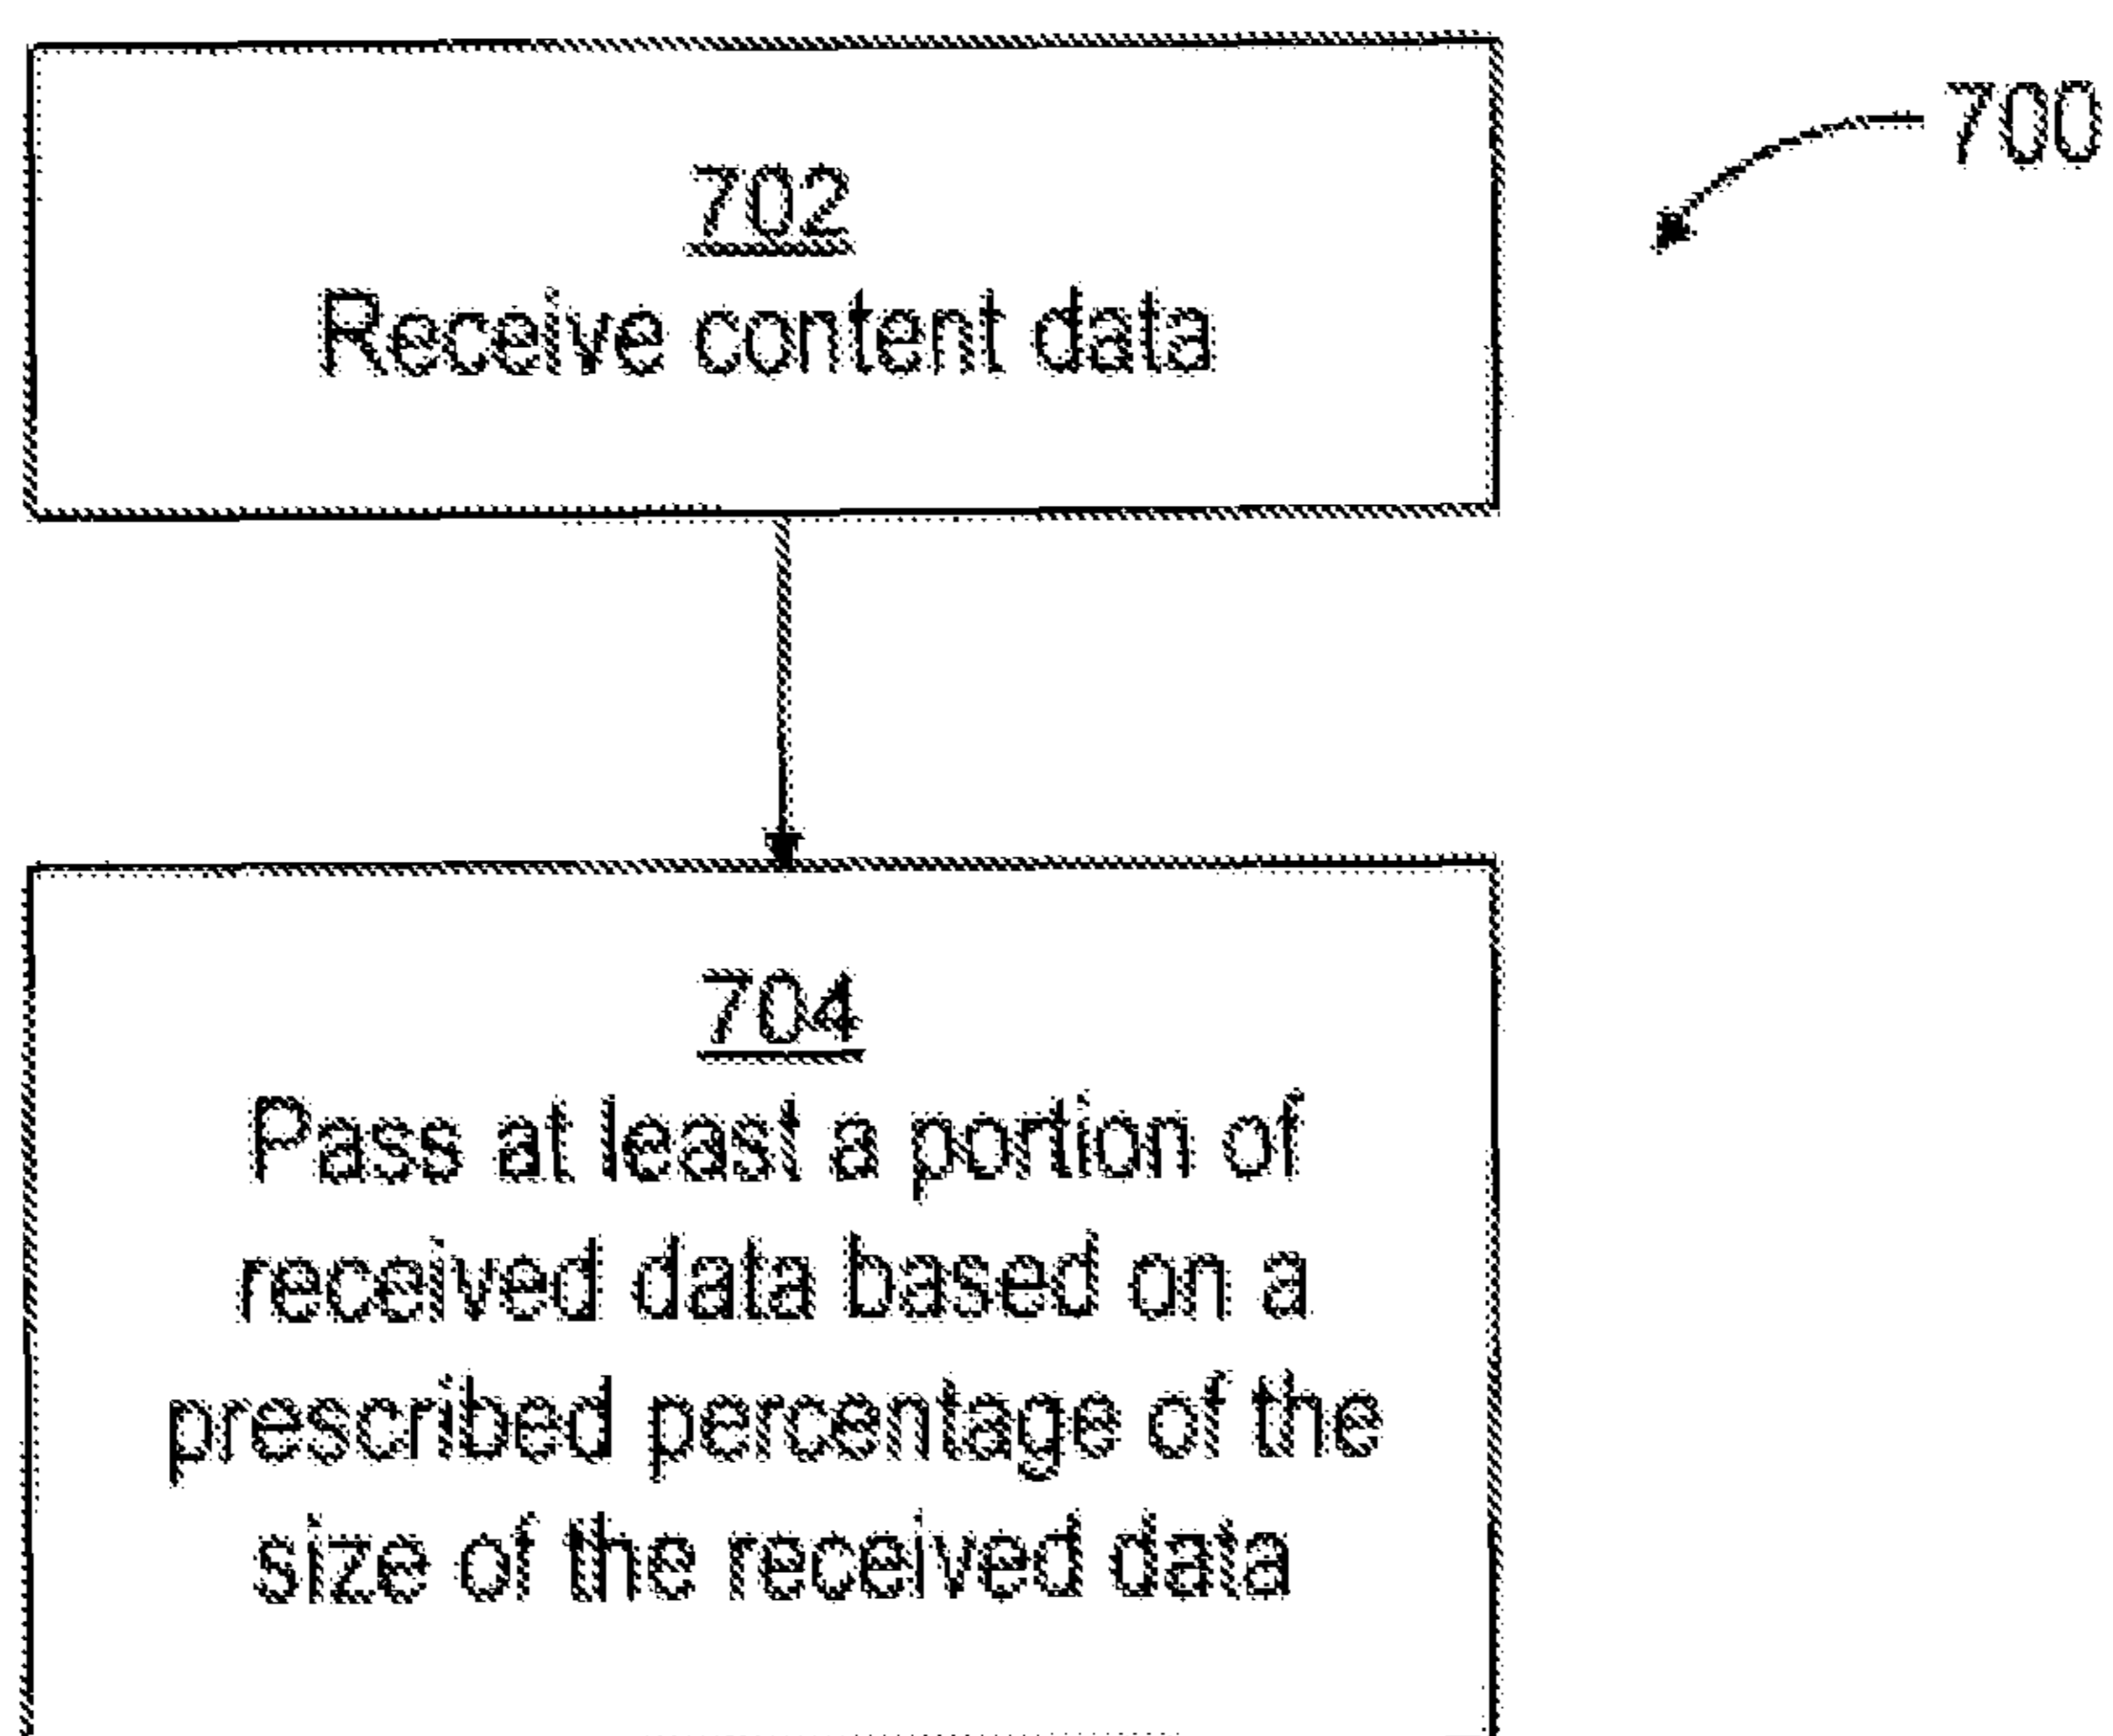 700
702
Receive content data
704
Pass at least a portion of
received data based on a
prescribed percentage of the
size of the received data